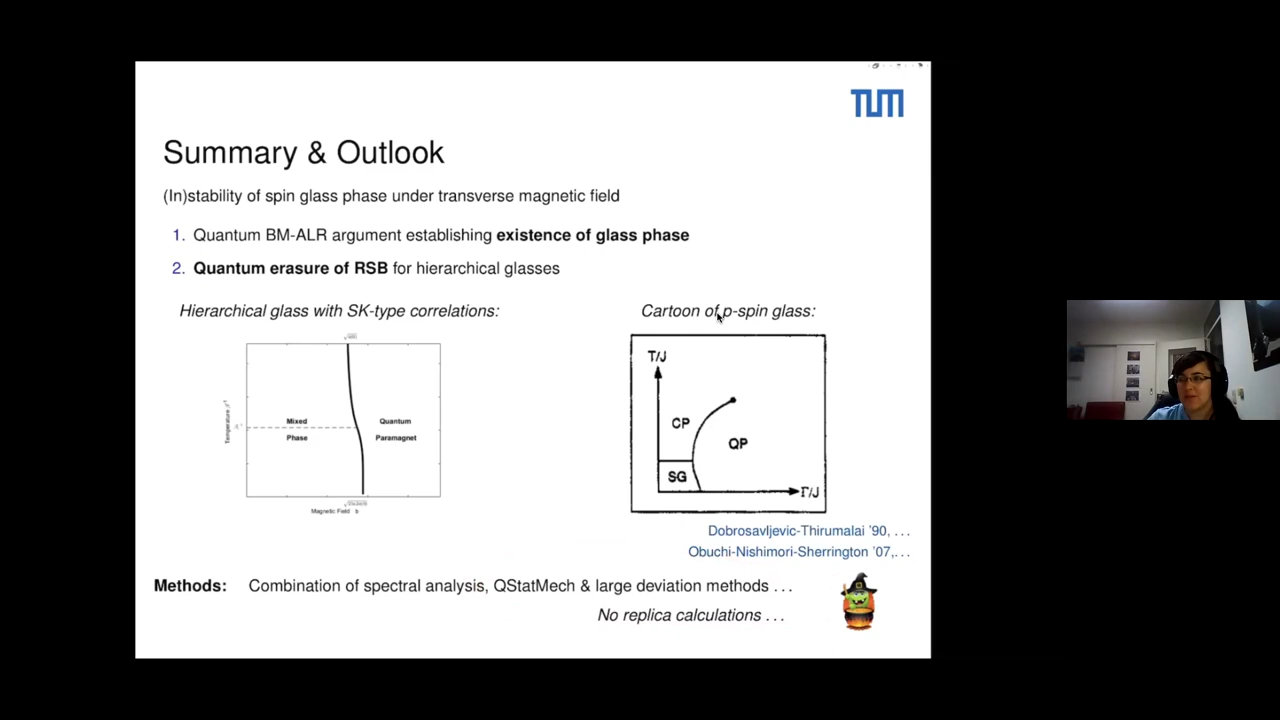 TUM
Summary & Outlook
(In)stability of spin glass phase under transverse magnetic field
1. Quantum BM-ALR argument establishing existence of glass phase
2. Quantum erasure of RSB for hierarchical glasses
Hierarchical glass with SK-type correlations:
Cartoon of p-spin glass:
Temperature
Mixed
Phase
Quantum
Paramagnet
Magnetic Field b
T/J
CP
QP
SG
Γ/J
Dobrosavljevic-Thirumalai '90, ...
Obuchi-Nishimori-Sherrington '07,...
Methods: Combination of spectral analysis, QStatMech & large deviation methods ...
No replica calculations ...